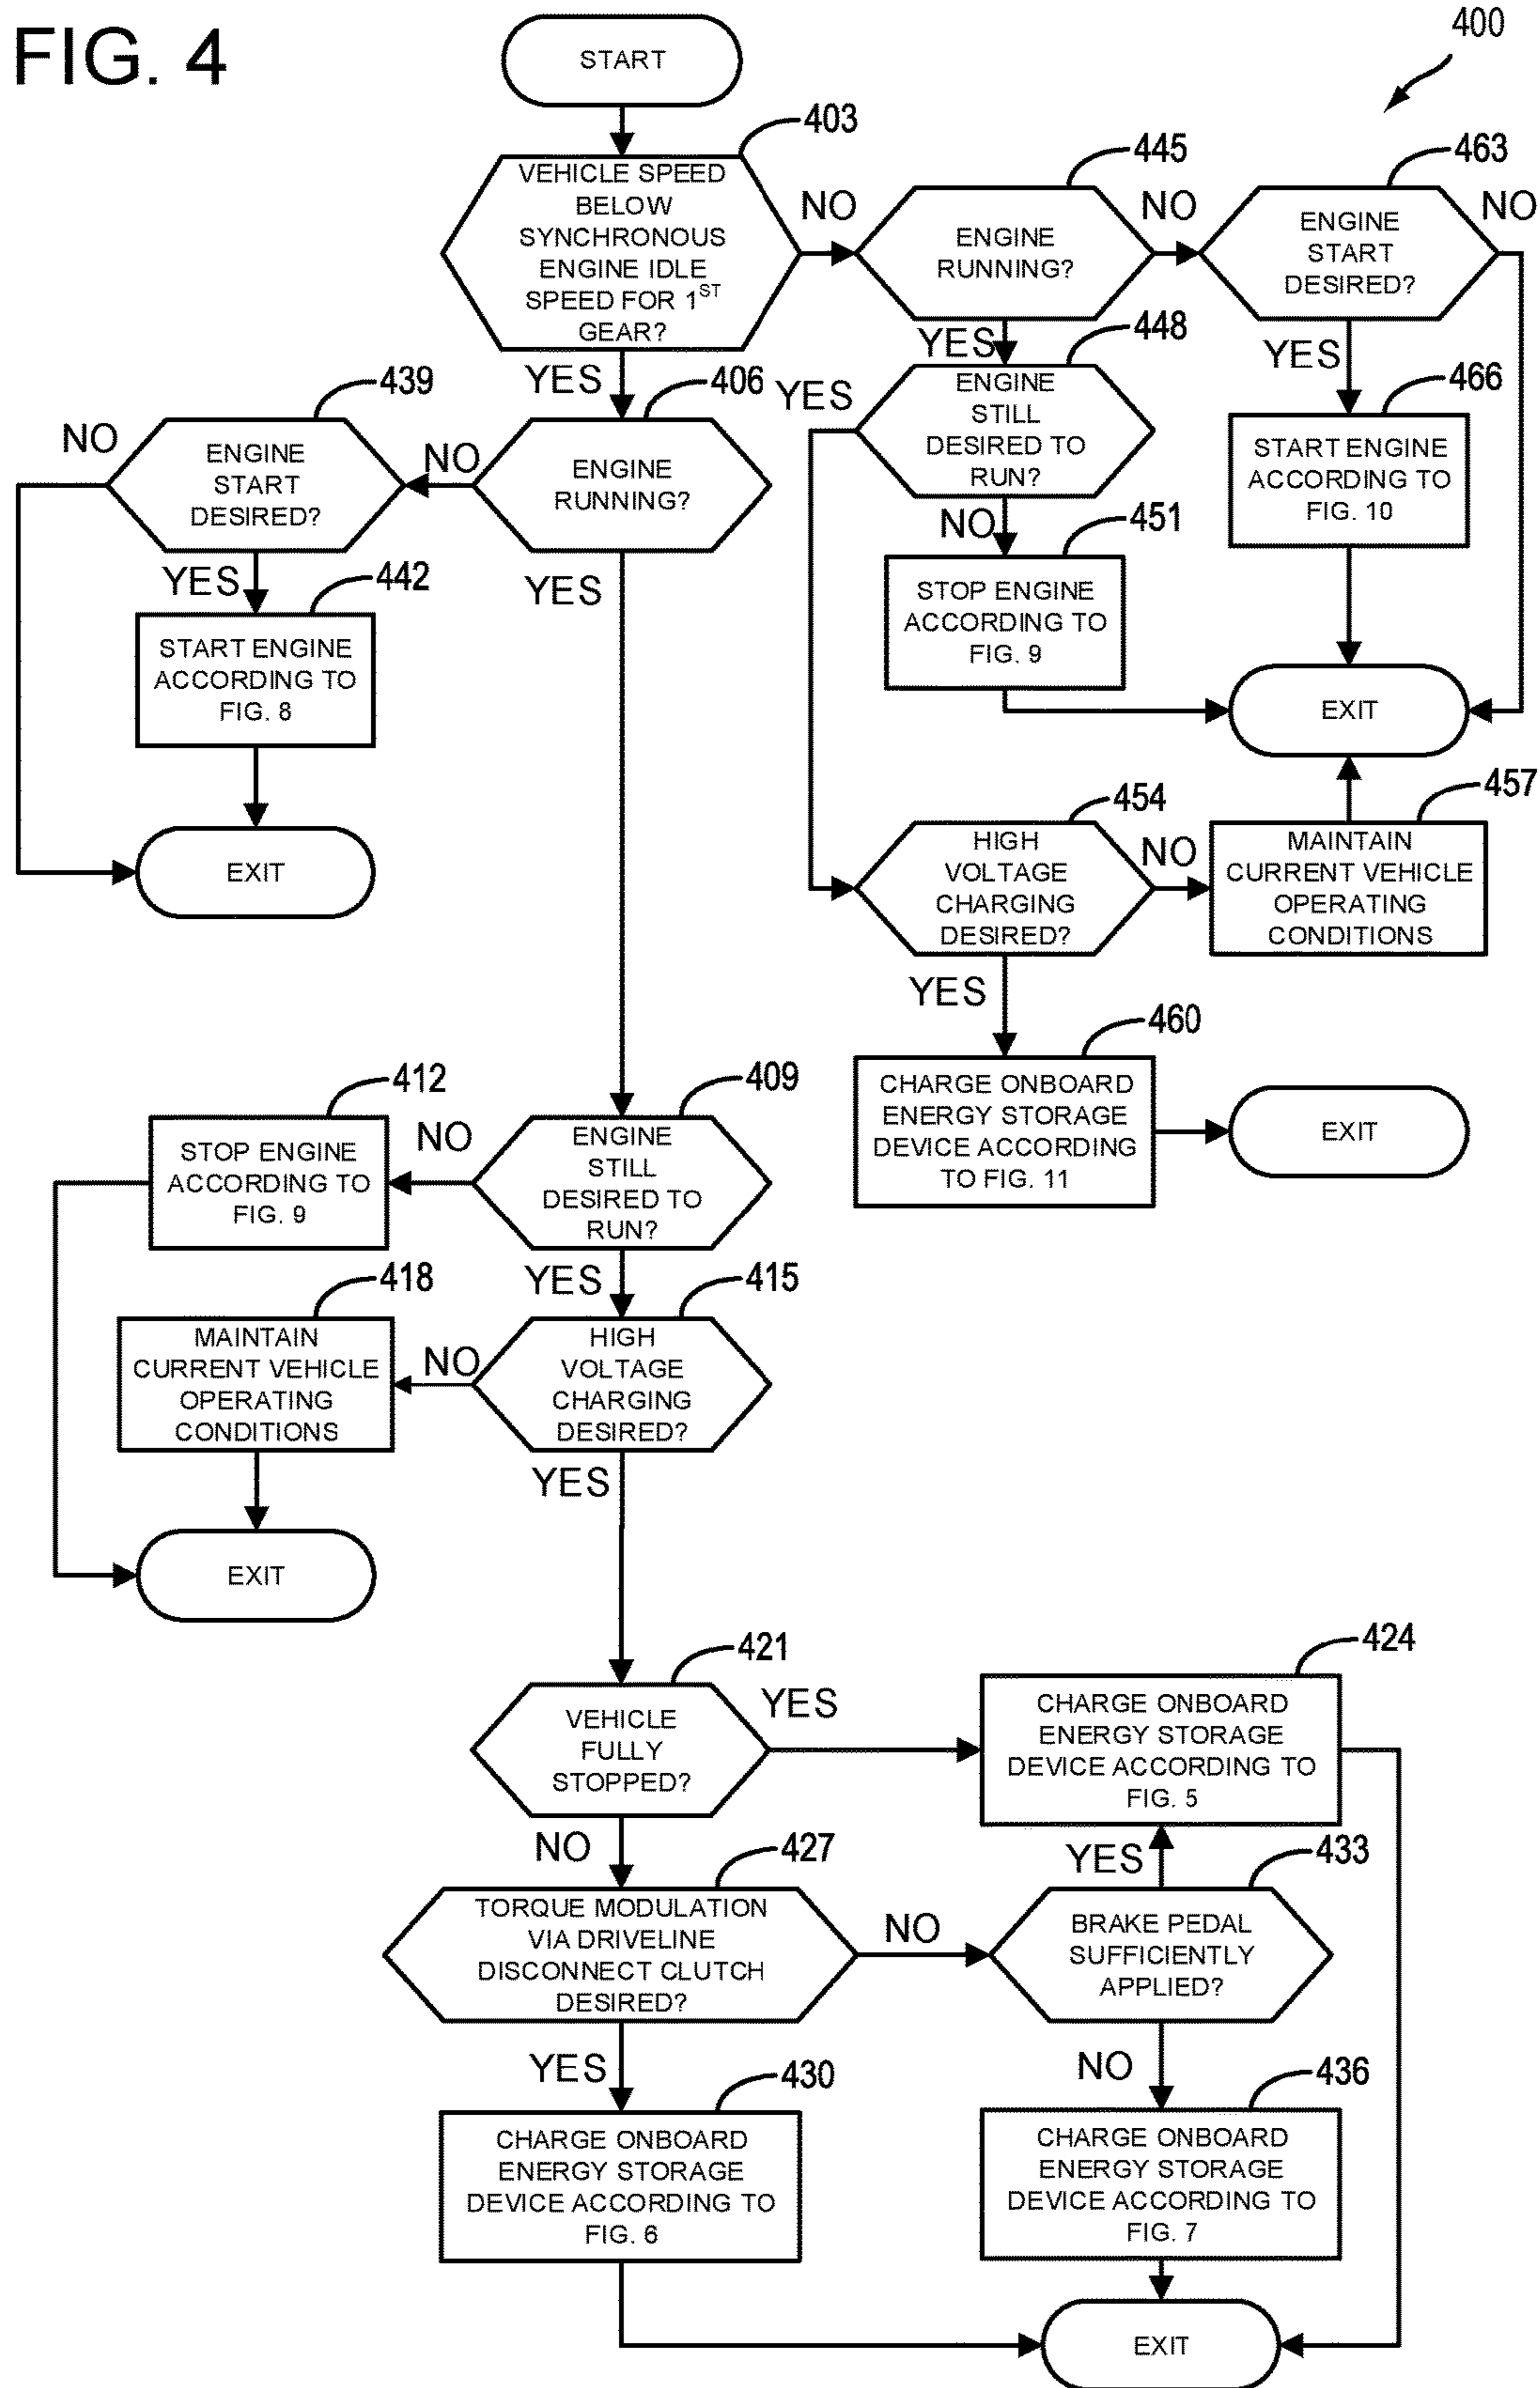 FIG. 4
400
START
403
VEHICLE SPEED
BELOW
SYNCHRONOUS
ENGINE IDLE
SPEED FOR 1ST
GEAR?
NO
445
ENGINE
RUNNING?
NO
463
ENGINE
START
DESIRED?
NO
YES
466
START ENGINE
ACCORDING TO
FIG. 10
YES
448
ENGINE
STILL
DESIRED TO
RUN?
YES
NO
451
STOP ENGINE
ACCORDING TO
FIG. 9
EXIT
YES
406
ENGINE
RUNNING?
NO
439
ENGINE
START
DESIRED?
NO
YES
442
START ENGINE
ACCORDING TO
FIG. 8
EXIT
YES
454
HIGH
VOLTAGE
CHARGING
DESIRED?
NO
457
MAINTAIN
CURRENT VEHICLE
OPERATING
CONDITIONS
YES
460
CHARGE ONBOARD
ENERGY STORAGE
DEVICE ACCORDING
TO FIG. 11
EXIT
409
ENGINE
STILL
DESIRED TO
RUN?
NO
412
STOP ENGINE
ACCORDING TO
FIG. 9
YES
415
HIGH
VOLTAGE
CHARGING
DESIRED?
NO
418
MAINTAIN
CURRENT VEHICLE
OPERATING
CONDITIONS
EXIT
YES
421
VEHICLE
FULLY
STOPPED?
YES
424
CHARGE ONBOARD
ENERGY STORAGE
DEVICE ACCORDING TO
FIG. 5
NO
427
TORQUE MODULATION
VIA DRIVELINE
DISCONNECT CLUTCH
DESIRED?
NO
YES
433
BRAKE PEDAL
SUFFICIENTLY
APPLIED?
YES
430
CHARGE ONBOARD
ENERGY STORAGE
DEVICE ACCORDING TO
FIG. 6
NO
436
CHARGE ONBOARD
ENERGY STORAGE
DEVICE ACCORDING TO
FIG. 7
EXIT